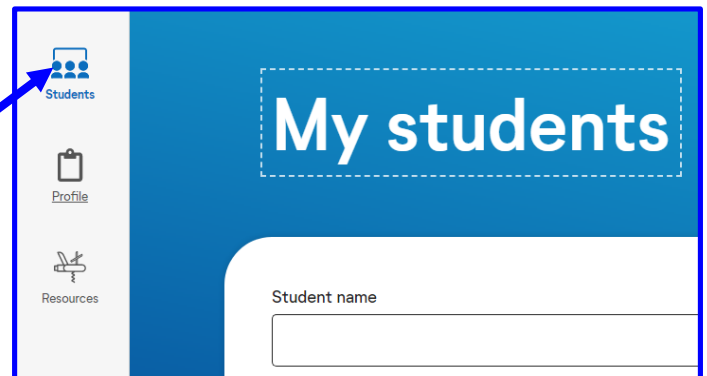 Students
My students
Profile
Resources
Student name